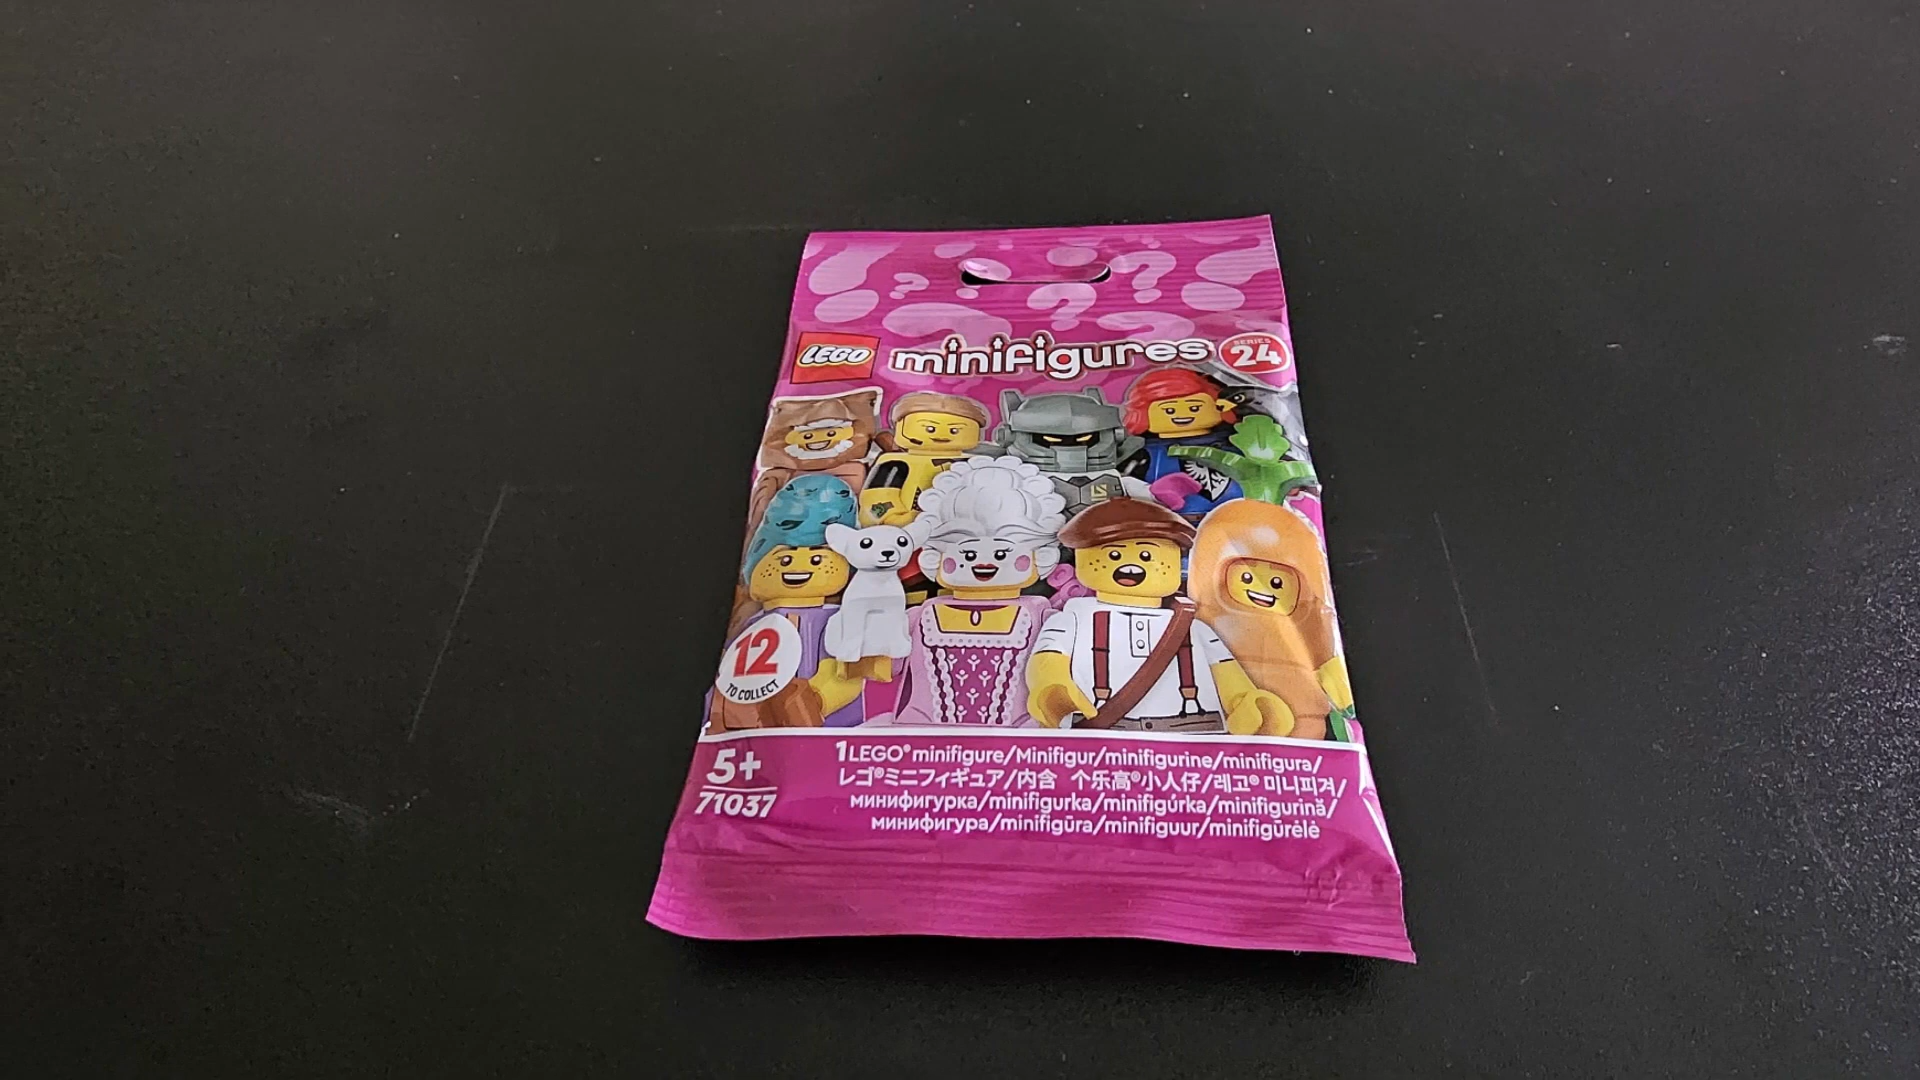 LEGO minifigures SERIES 24
12
TO COLLECT
5+
71037
1 LEGO® minifigure/Minifigur/minifigurine/minifigura/
レゴ®ミニフィギュア/内含 个乐高®小人仔/레고® 미니피겨/
минифигурка/minifigurka/minifigúrka/minifigurină/
минифигура/minifigūra/minifiguur/minifigūrėlė